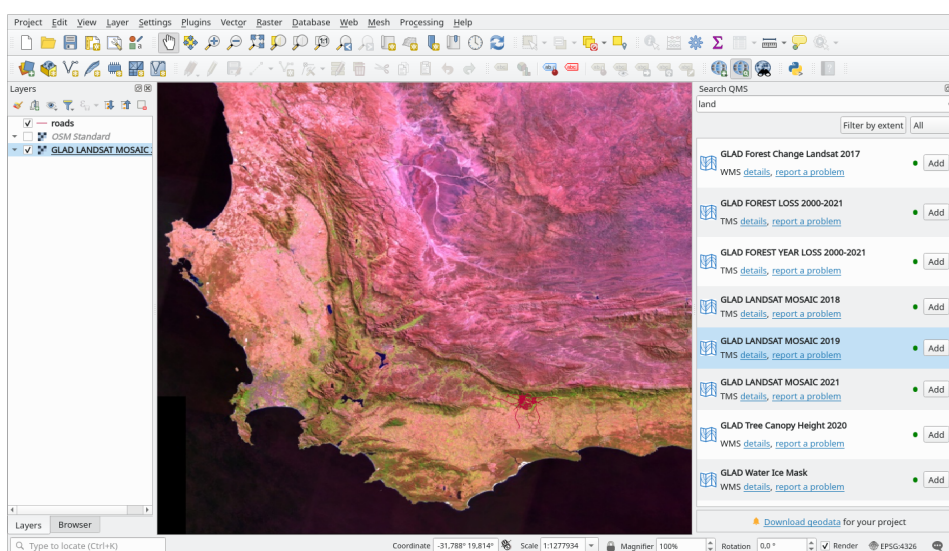 Project Edit View Layer Settings Plugins Vector Raster Database Web Mesh Processing Help
Layers
roads
OSM Standard
GLAD LANDSAT MOSAIC
Layers Browser
Search QMS
land
Filter by extent All
GLAD Forest Change Landsat 2017
WMS details, report a problem
Add
GLAD FOREST LOSS 2000-2021
TMS details, report a problem
Add
GLAD FOREST YEAR LOSS 2000-2021
TMS details, report a problem
Add
GLAD LANDSAT MOSAIC 2018
TMS details, report a problem
Add
GLAD LANDSAT MOSAIC 2019
TMS details, report a problem
Add
GLAD LANDSAT MOSAIC 2021
TMS details, report a problem
Add
GLAD Tree Canopy Height 2020
WMS details, report a problem
Add
GLAD Water Ice Mask
WMS details, report a problem
Add
Download geodata for your project
Type to locate (Ctrl+K)
Coordinate -31,788° 19,814° Scale 1:1277934 Magnifier 100% Rotation 0,0 ° Render EPSG:4326